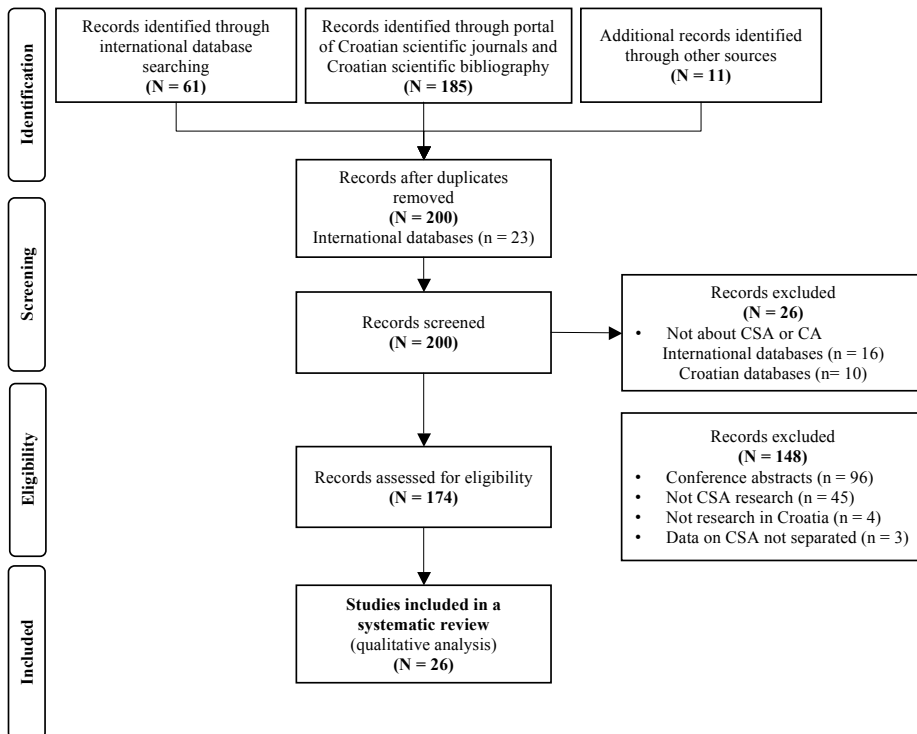 Identification
Records identified through
international database
searching
(N = 61)
Records identified through portal
of Croatian scientific journals and
Croatian scientific bibliography
(N = 185)
Additional records identified
through other sources
(N = 11)
Records after duplicates
removed
(N = 200)
International databases (n = 23)
Screening
Records screened
(N = 200)
Records excluded
(N = 26)
• Not about CSA or CA
International databases (n = 16)
Croatian databases (n= 10)
Eligibility
Records assessed for eligibility
(N = 174)
Records excluded
(N = 148)
• Conference abstracts (n = 96)
• Not CSA research (n = 45)
• Not research in Croatia (n = 4)
• Data on CSA not separated (n = 3)
Included
Studies included in a
systematic review
(qualitative analysis)
(N = 26)